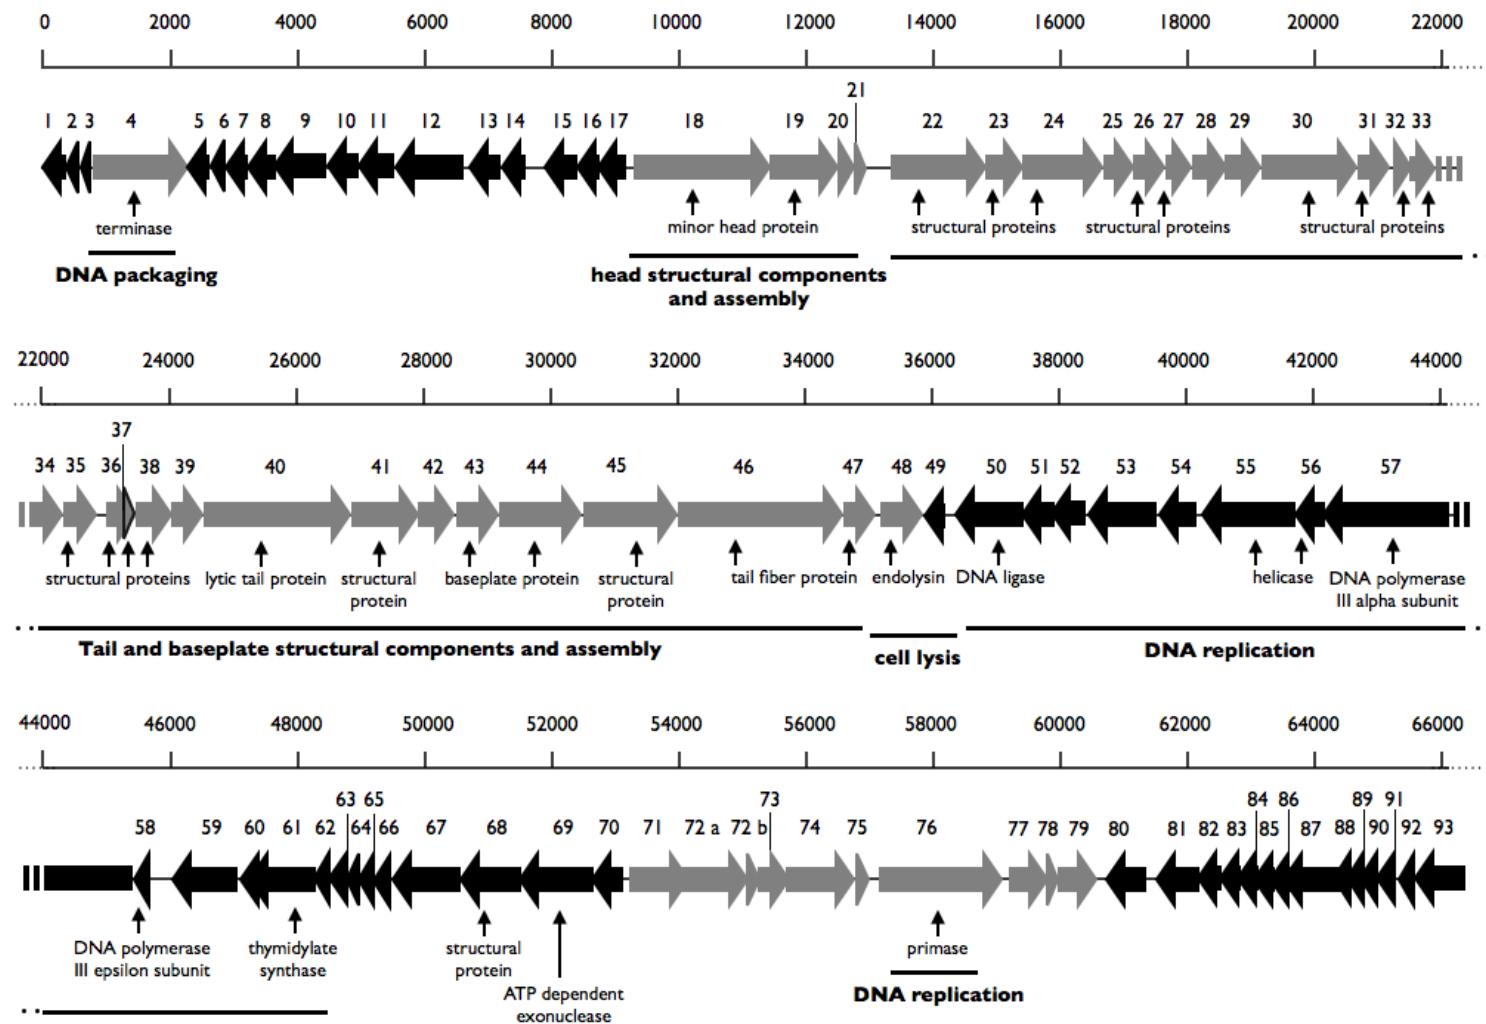 0 2000 4000 6000 8000 10000 12000 14000 16000 18000 20000 22000
21
1 2 3 4 5 6 7 8 9 10 11 12 13 14 15 16 17 18 19 20 22 23 24 25 26 27 28 29 30 31 32 33
terminase minor head protein structural proteins structural proteins structural proteins
DNA packaging head structural components
and assembly
22000 24000 26000 28000 30000 32000 34000 36000 38000 40000 42000 44000
37
34 35 36 38 39 40 41 42 43 44 45 46 47 48 49 50 51 52 53 54 55 56 57
structural proteins lytic tail protein structural baseplate protein structural tail fiber protein endolysin DNA ligase helicase DNA polymerase
protein protein III alpha subunit
Tail and baseplate structural components and assembly cell lysis DNA replication
44000 46000 48000 50000 52000 54000 56000 58000 60000 62000 64000 66000
63 65 73 84 86 89 91
58 59 60 61 62 64 66 67 68 69 70 71 72 a 72 b 74 75 76 77 78 79 80 81 82 83 85 87 88 90 92 93
DNA polymerase thymidylate structural primase
III epsilon subunit synthase protein
ATP dependent DNA replication
exonuclease